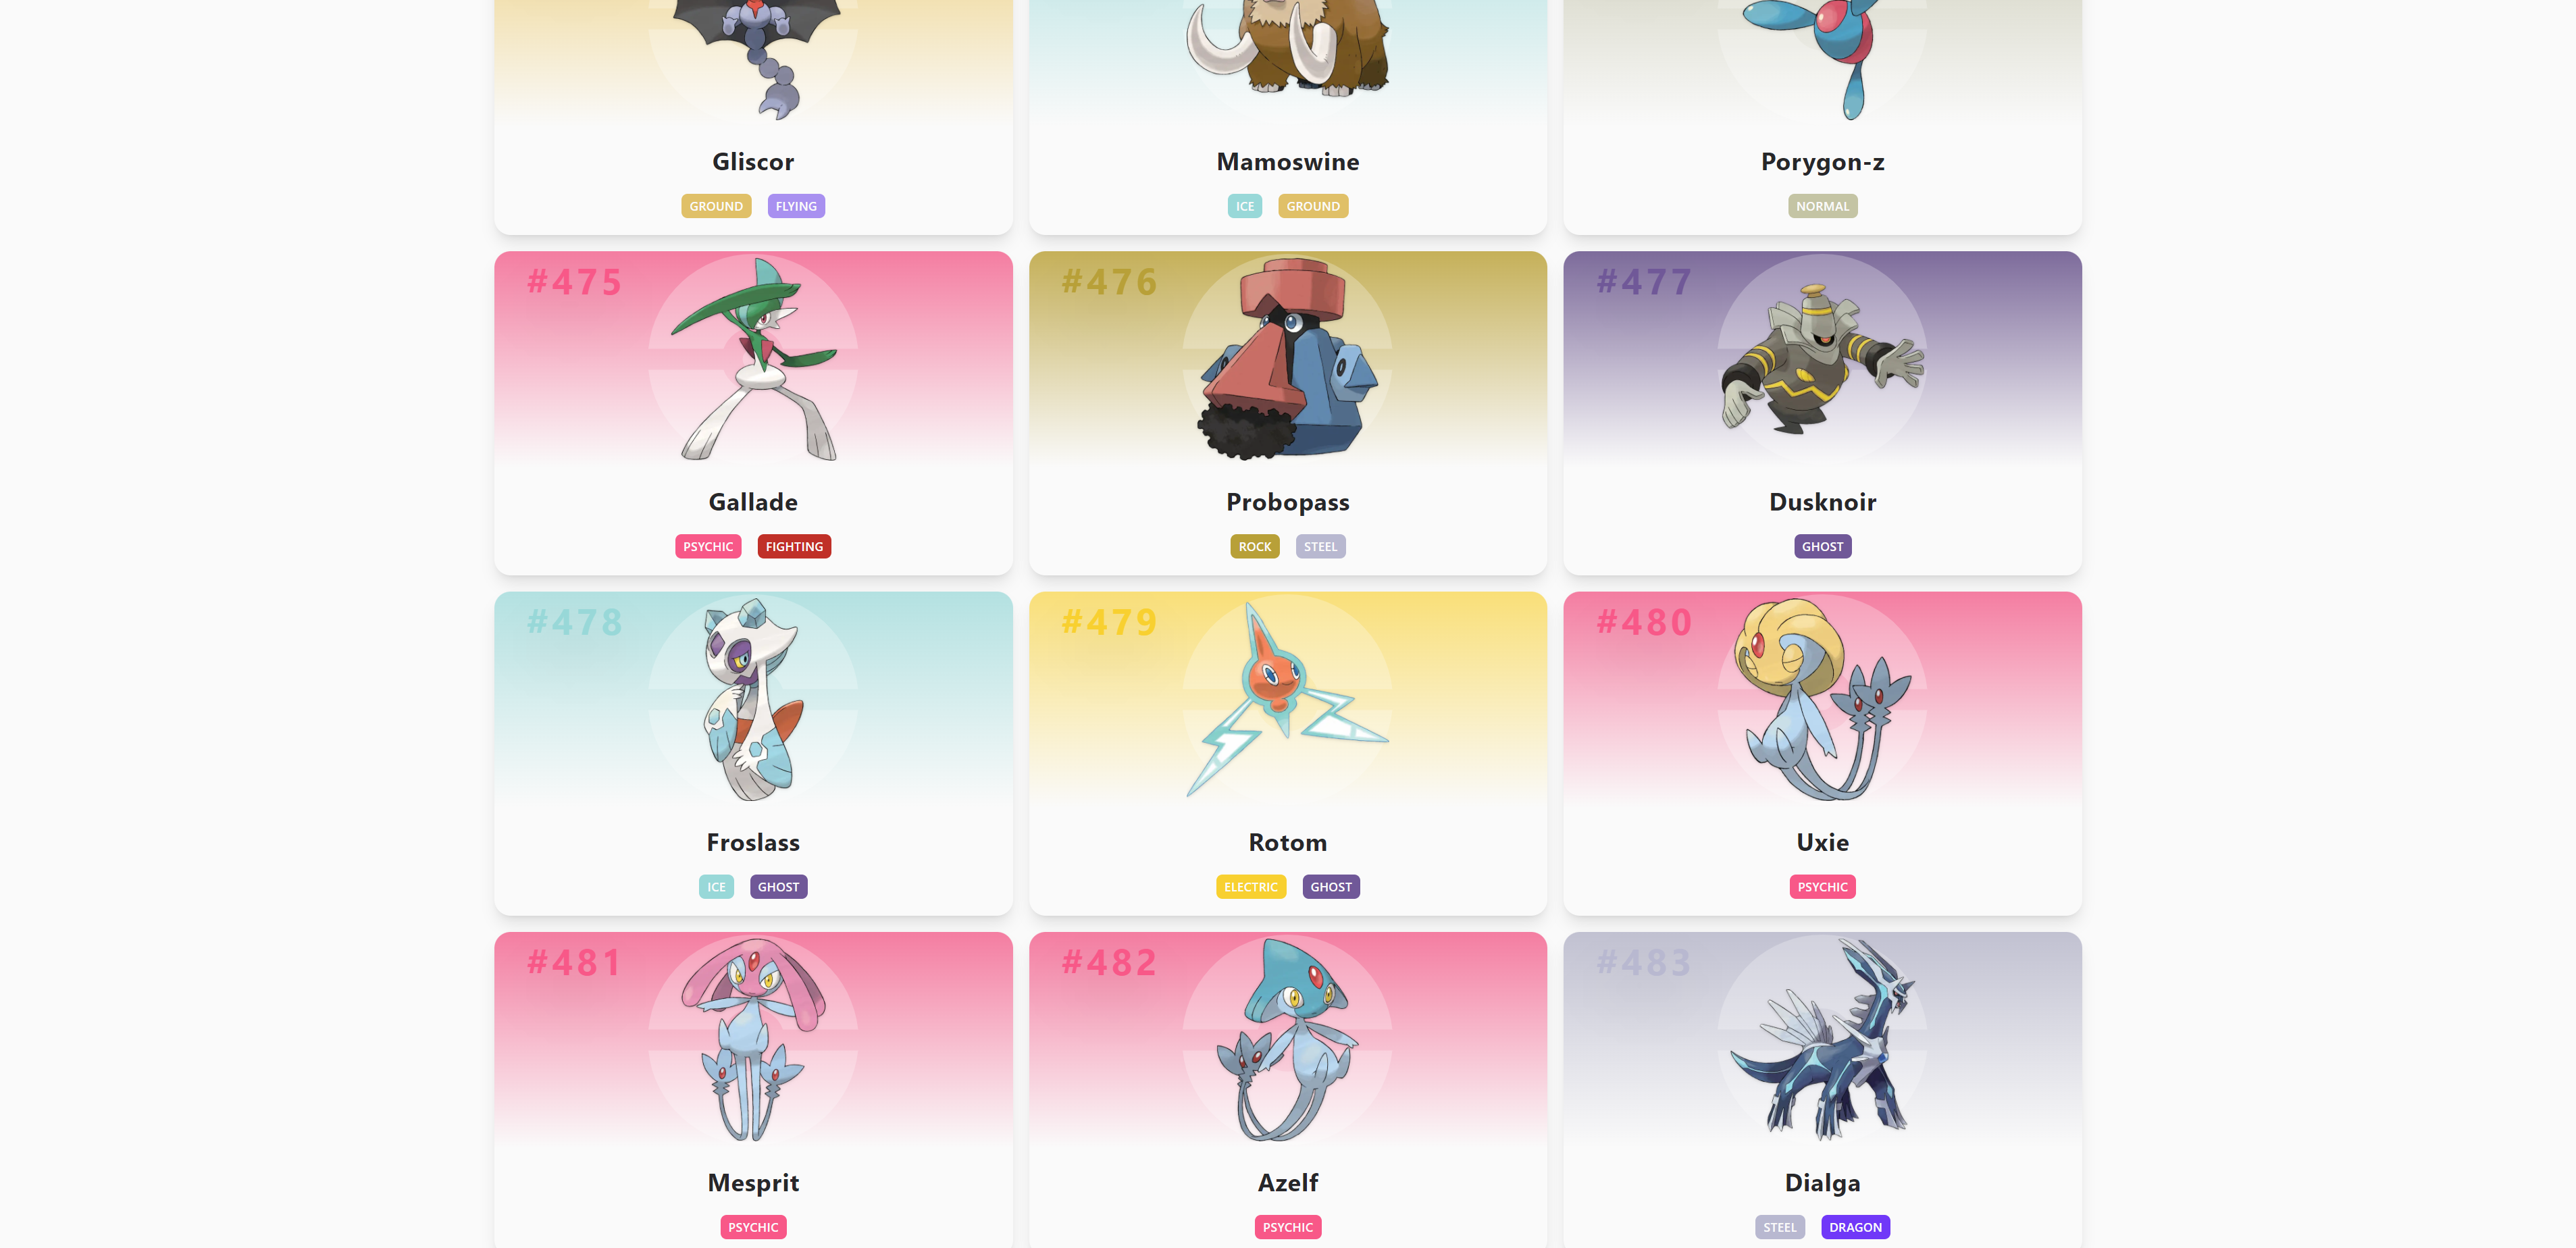 Gliscor
GROUND FLYING
Mamoswine
ICE GROUND
Porygon-z
NORMAL
#475
Gallade
PSYCHIC FIGHTING
#476
Probopass
ROCK STEEL
#477
Dusknoir
GHOST
#478
Froslass
ICE GHOST
#479
Rotom
ELECTRIC GHOST
#480
Uxie
PSYCHIC
#481
Mesprit
PSYCHIC
#482
Azelf
PSYCHIC
#483
Dialga
STEEL DRAGON